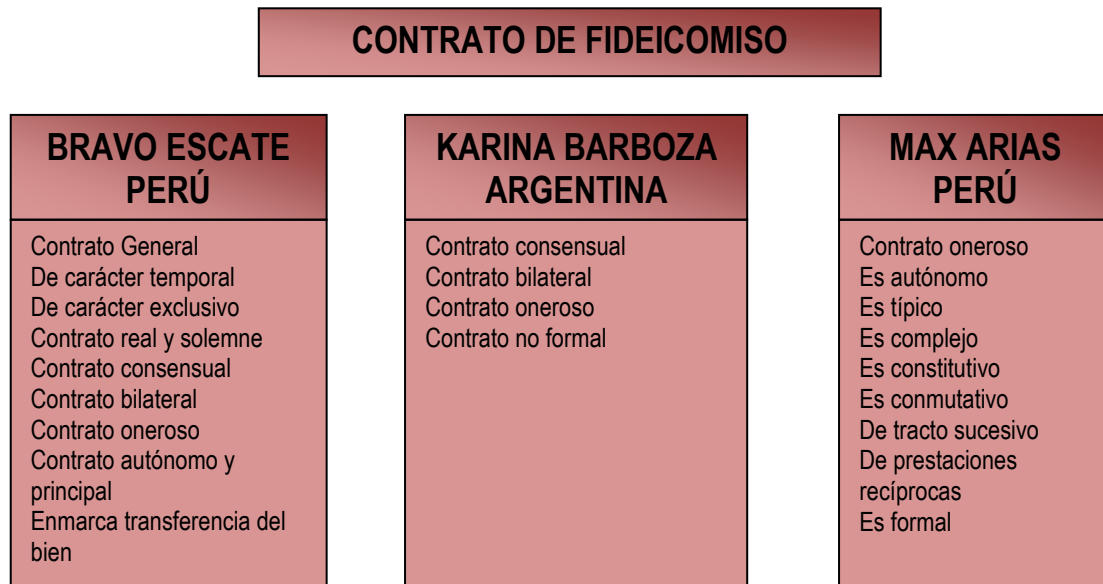 CONTRATO DE FIDEICOMISO
BRAVO ESCATE
PERÚ
Contrato General
De carácter temporal
De carácter exclusivo
Contrato real y solemne
Contrato consensual
Contrato bilateral
Contrato oneroso
Contrato autónomo y
principal
Enmarca transferencia del
bien
KARINA BARBOZA
ARGENTINA
Contrato consensual
Contrato bilateral
Contrato oneroso
Contrato no formal
MAX ARIAS
PERÚ
Contrato oneroso
Es autónomo
Es típico
Es complejo
Es constitutivo
Es conmutativo
De tracto sucesivo
De prestaciones
recíprocas
Es formal